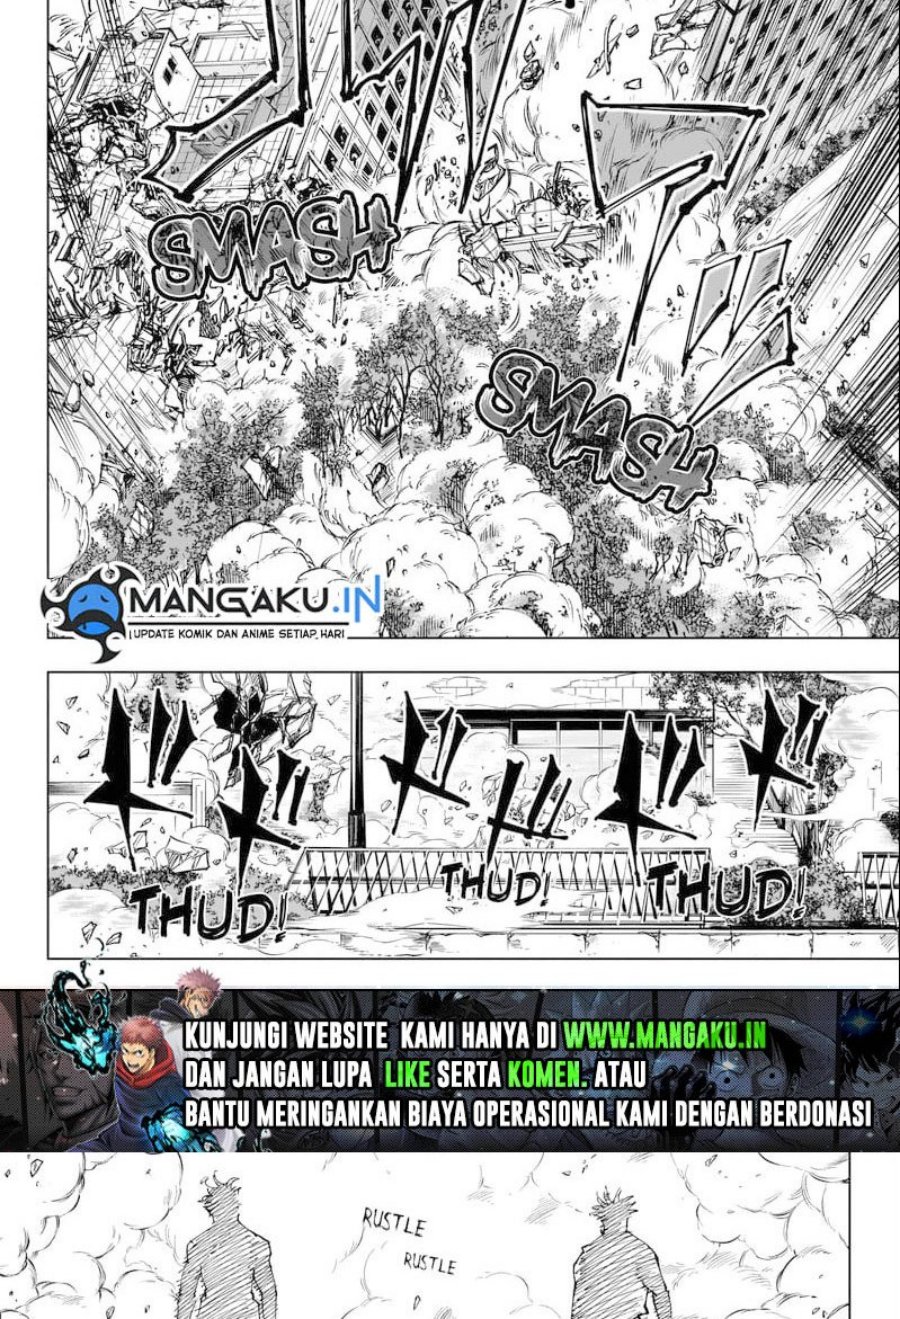 SMASH
SMASH
MANGAKU.IN
UPDATE KOMIK DAN ANIME SETIAP HARI
ド ド ド ド ド ド
THUD!
THUD!
THUD!
KUNJUNGI WEBSITE KAMI HANYA DI WWW.MANGAKU.IN
DAN JANGAN LUPA LIKE SERTA KOMEN. ATAU
BANTU MERINGANKAN BIAYA OPERASIONAL KAMI DENGAN BERDONASI
RUSTLE
RUSTLE